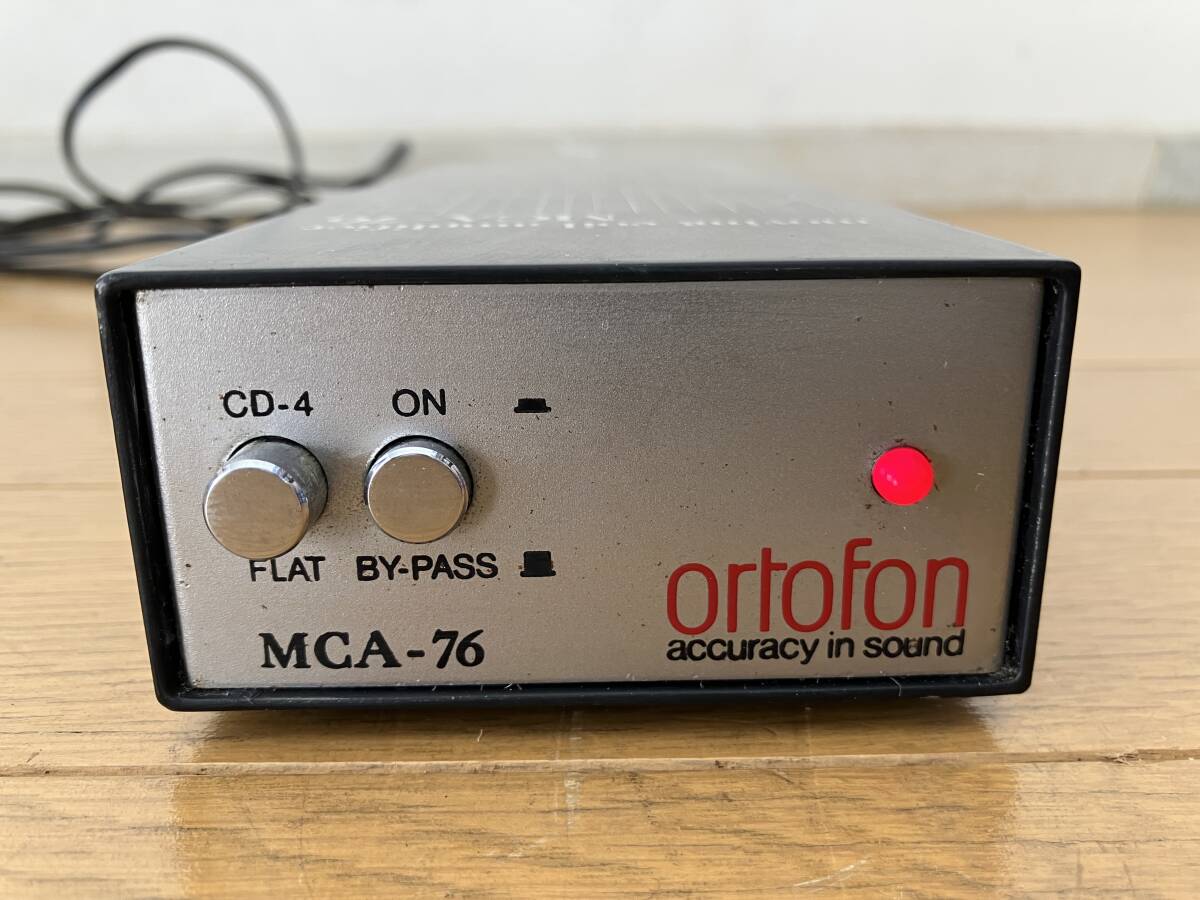 CD-4 ON
FLAT BY-PASS
MCA-76
ortofon
accuracy in sound